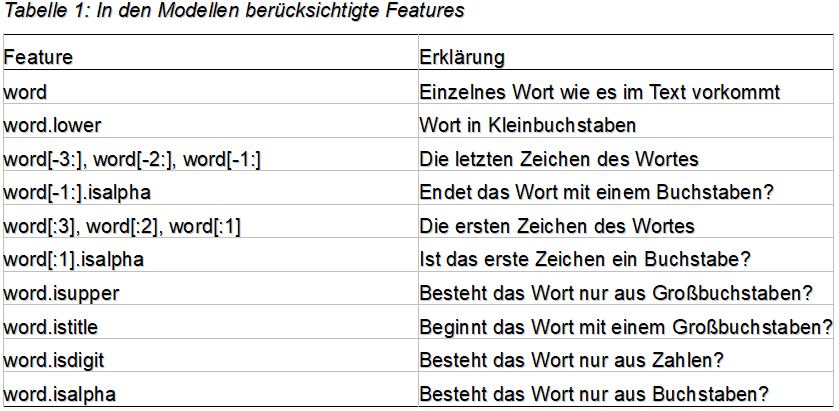 Tabelle 1: In den Modellen berücksichtigte Features
Feature Erklärung
word Einzelnes Wort wie es im Text vorkommt
word.lower Wort in Kleinbuchstaben
word[-3:], word[-2:], word[-1:] Die letzten Zeichen des Wortes
word[-1:].isalpha Endet das Wort mit einem Buchstaben?
word[:3], word[:2], word[:1] Die ersten Zeichen des Wortes
word[:1].isalpha Ist das erste Zeichen ein Buchstabe?
word.isupper Besteht das Wort nur aus Großbuchstaben?
word.istitle Beginnt das Wort mit einem Großbuchstaben?
word.isdigit Besteht das Wort nur aus Zahlen?
word.isalpha Besteht das Wort nur aus Buchstaben?